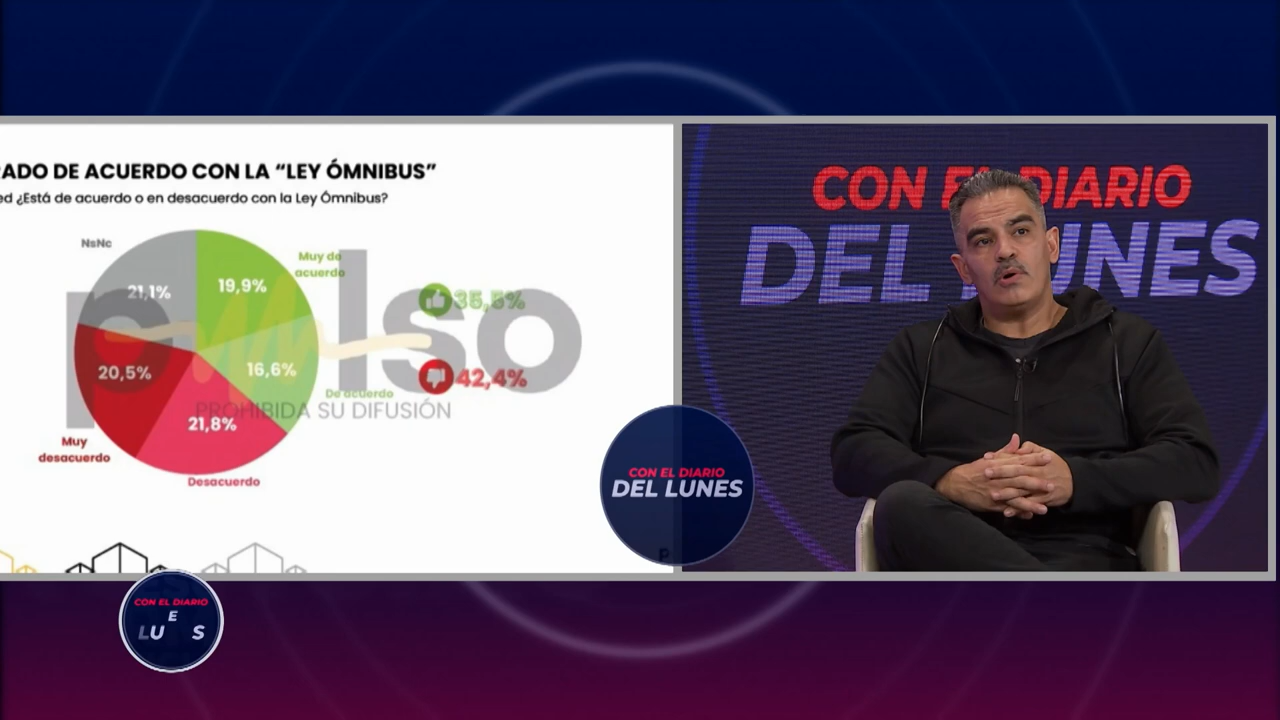 RADO DE ACUERDO CON LA “LEY ÓMNIBUS”
ed ¿Está de acuerdo o en desacuerdo con la Ley Ómnibus?
NsNc
Muy de
acuerdo
21,1%
19,9%
35,5%
pulso
20,5%
16,6%
42,4%
De acuerdo
PROHIBIDA SU DIFUSIÓN
21,8%
Muy
desacuerdo
Desacuerdo
CON EL DIARIO
DEL LUNES
CON EL DIARIO
DEL LUNES
P
CON EL DIARIO
E
LU S